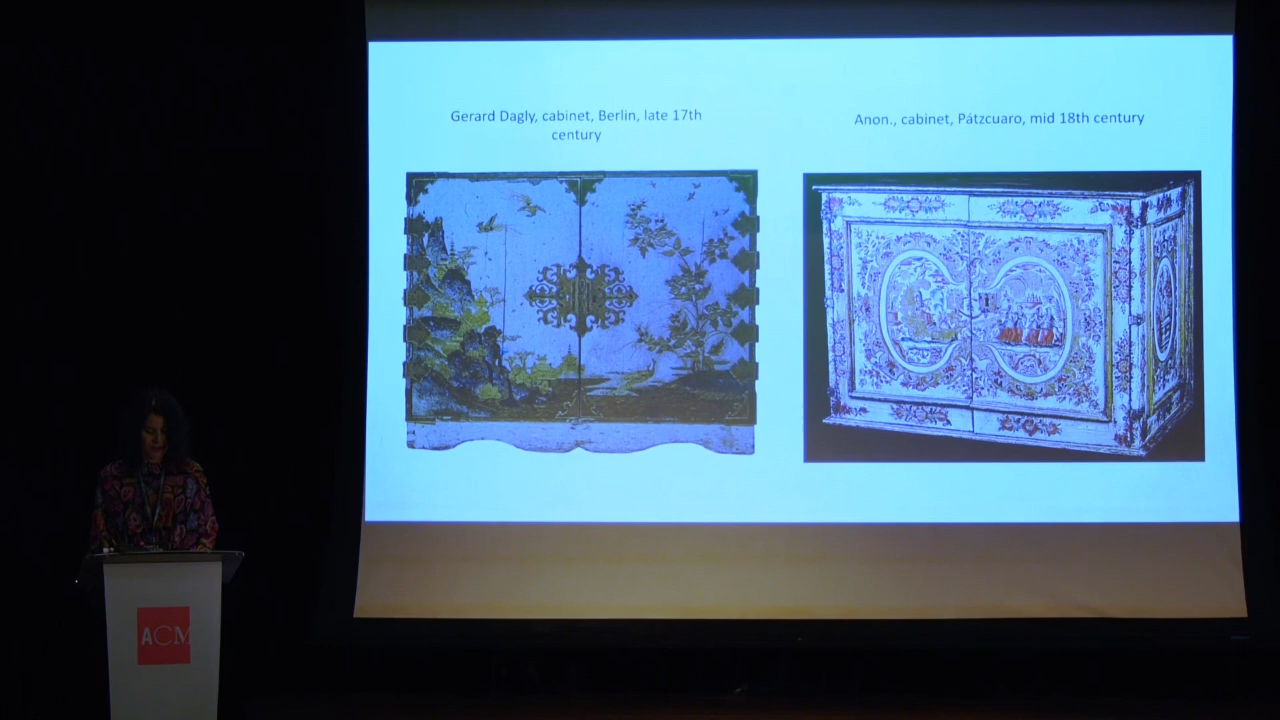 Gerard Dagly, cabinet, Berlin, late 17th
century
Anon., cabinet, Pátzcuaro, mid 18th century
ACM